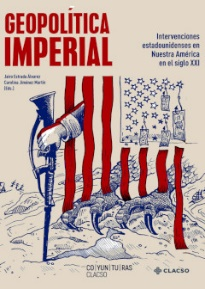 GEOPOLÍTICA
IMPERIAL
Jairo Estrada Álvarez
Carolina Jiménez Martín
(Eds.)
Intervenciones
estadounidenses en
Nuestra América
en el siglo XXI
CO|YUN|TU|RAS
CLACSO
CLACSO